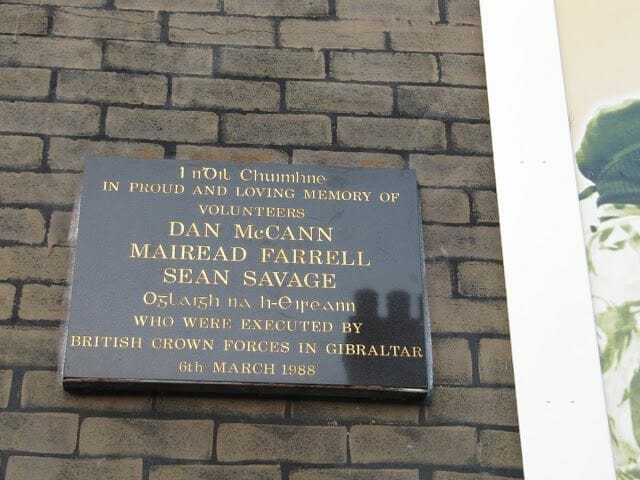 I nDíl Chuimhne
IN PROUD AND LOVING MEMORY OF
VOLUNTEERS
DAN McCANN
MAIREAD FARRELL
SEAN SAVAGE
Óglaigh na h-Éireann
WHO WERE EXECUTED BY
BRITISH CROWN FORCES IN GIBRALTAR
6th MARCH 1988